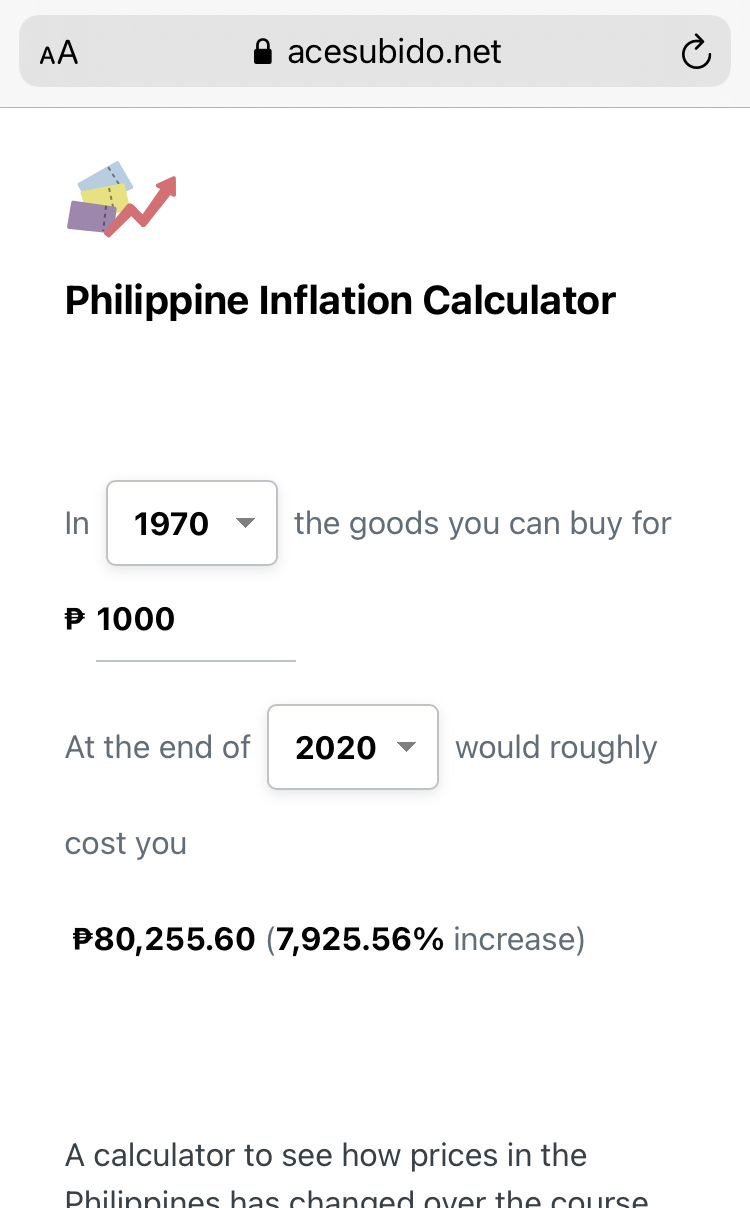 AA acesubido.net
Philippine Inflation Calculator
In 1970 the goods you can buy for
₱ 1000
At the end of 2020 would roughly
cost you
₱80,255.60 (7,925.56% increase)
A calculator to see how prices in the
Philippines has changed over the course